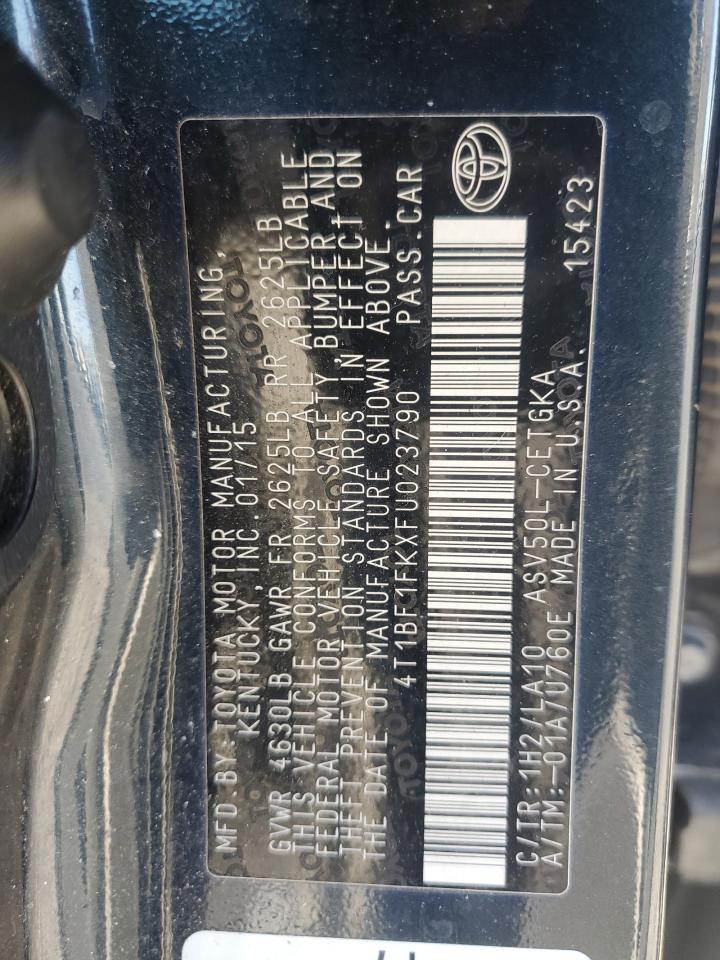 MFD.BY:TOYOTA MOTOR MANUFACTURING,
KENTUCKY,INC. 01/15
GVWR 4630LB GAWR FR 2625LB RR 2625LB
THIS VEHICLE CONFORMS TO ALL APPLICABLE
FEDERAL MOTOR VEHICLE SAFETY, BUMPER AND
THEFT PREVENTION STANDARDS IN EFFECT ON
THE DATE OF MANUFACTURE SHOWN ABOVE.
4T1BF1FKXFU023790 PASS.CAR
C/TR:1H2/LA10 ASV50L-CETGKA
A/TM:-01A/U760E MADE IN U.S.A. 15423